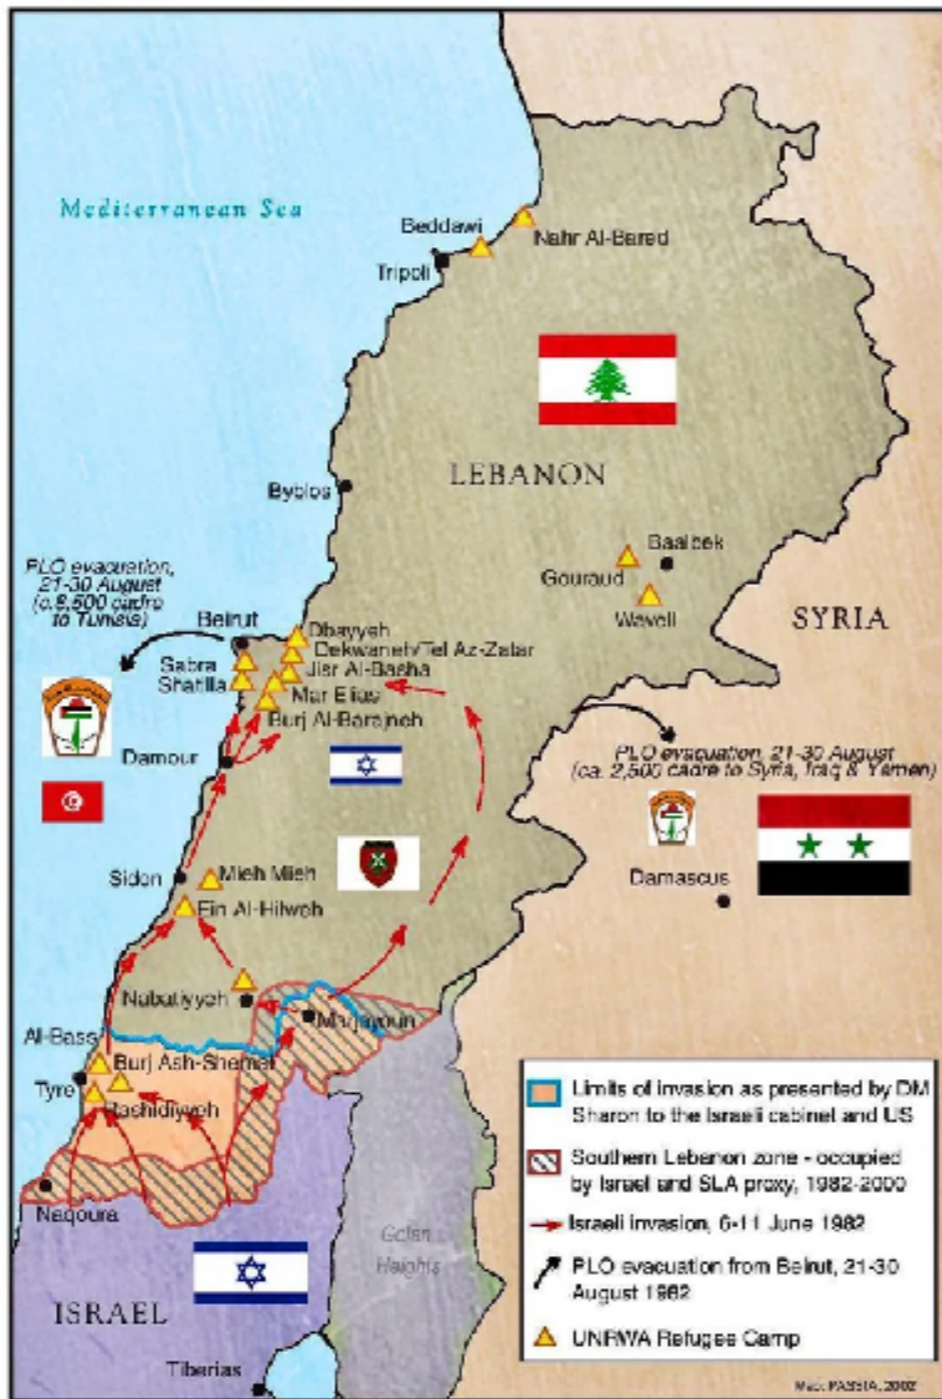 Mediterranean Sea
Beddawi
Nahr Al-Bared
Tripoli
LEBANON
Byblos
Baalbek
Gouraud
Wavell
SYRIA
PLO evacuation,
21-30 August
(c.8,500 cadre
to Tunisia)
Beirut
Dbayyeh
Dekwaneh/Tel Az-Zatar
Sabra
Jisr Al-Basha
Shatilla
Mar Elias
Burj Al-Barajneh
Damour
PLO evacuation, 21-30 August
(ca. 2,500 cadre to Syria, Iraq & Yemen)
Damascus
Sidon
Mieh Mieh
Ein Al-Hilweh
Nabatiyyeh
Marjayoun
Al-Bass
Burj Ash-Shemali
Tyre
Rashidiyyeh
Naqoura
Golan
Heights
ISRAEL
Tiberias
Limits of invasion as presented by DM
Sharon to the Israeli cabinet and US
Southern Lebanon zone - occupied
by Israel and SLA proxy, 1982-2000
Israeli invasion, 6-11 June 1982
PLO evacuation from Beirut, 21-30
August 1982
UNRWA Refugee Camp
Map: PASSIA, 2002